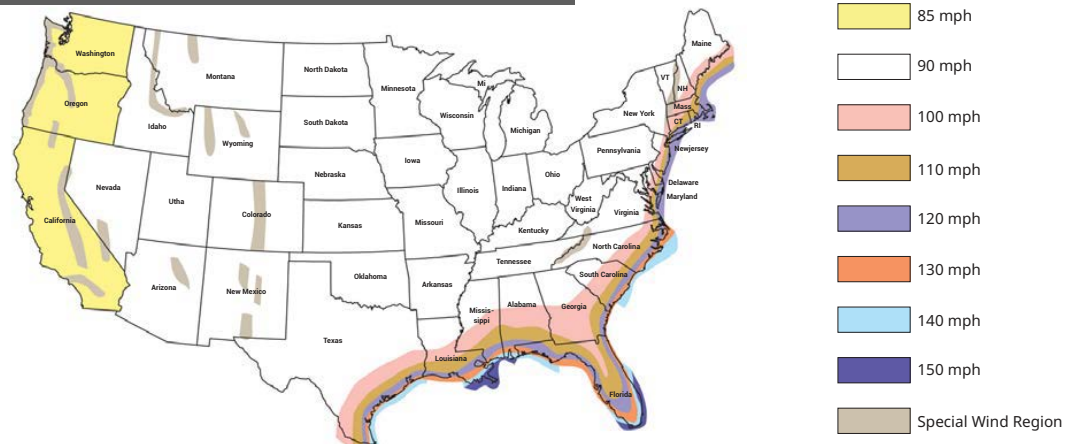 Washington
Oregon
California
Nevada
Idaho
Montana
Wyoming
Utha
Colorado
Arizona
New Mexico
North Dakota
South Dakota
Nebraska
Kansas
Oklahoma
Texas
Minnesota
Iowa
Missouri
Arkansas
Louisiana
Wisconsin
Mi
Michigan
Illinois
Indiana
Ohio
Kentucky
Tennessee
Missis-
sippi
Alabama
Georgia
Florida
South Carolina
North Carolina
Virginia
West
Virginia
Pennsylvania
New York
VT
NH
Maine
Mass
CT
RI
Newjersey
Delaware
Maryland
85 mph
90 mph
100 mph
110 mph
120 mph
130 mph
140 mph
150 mph
Special Wind Region